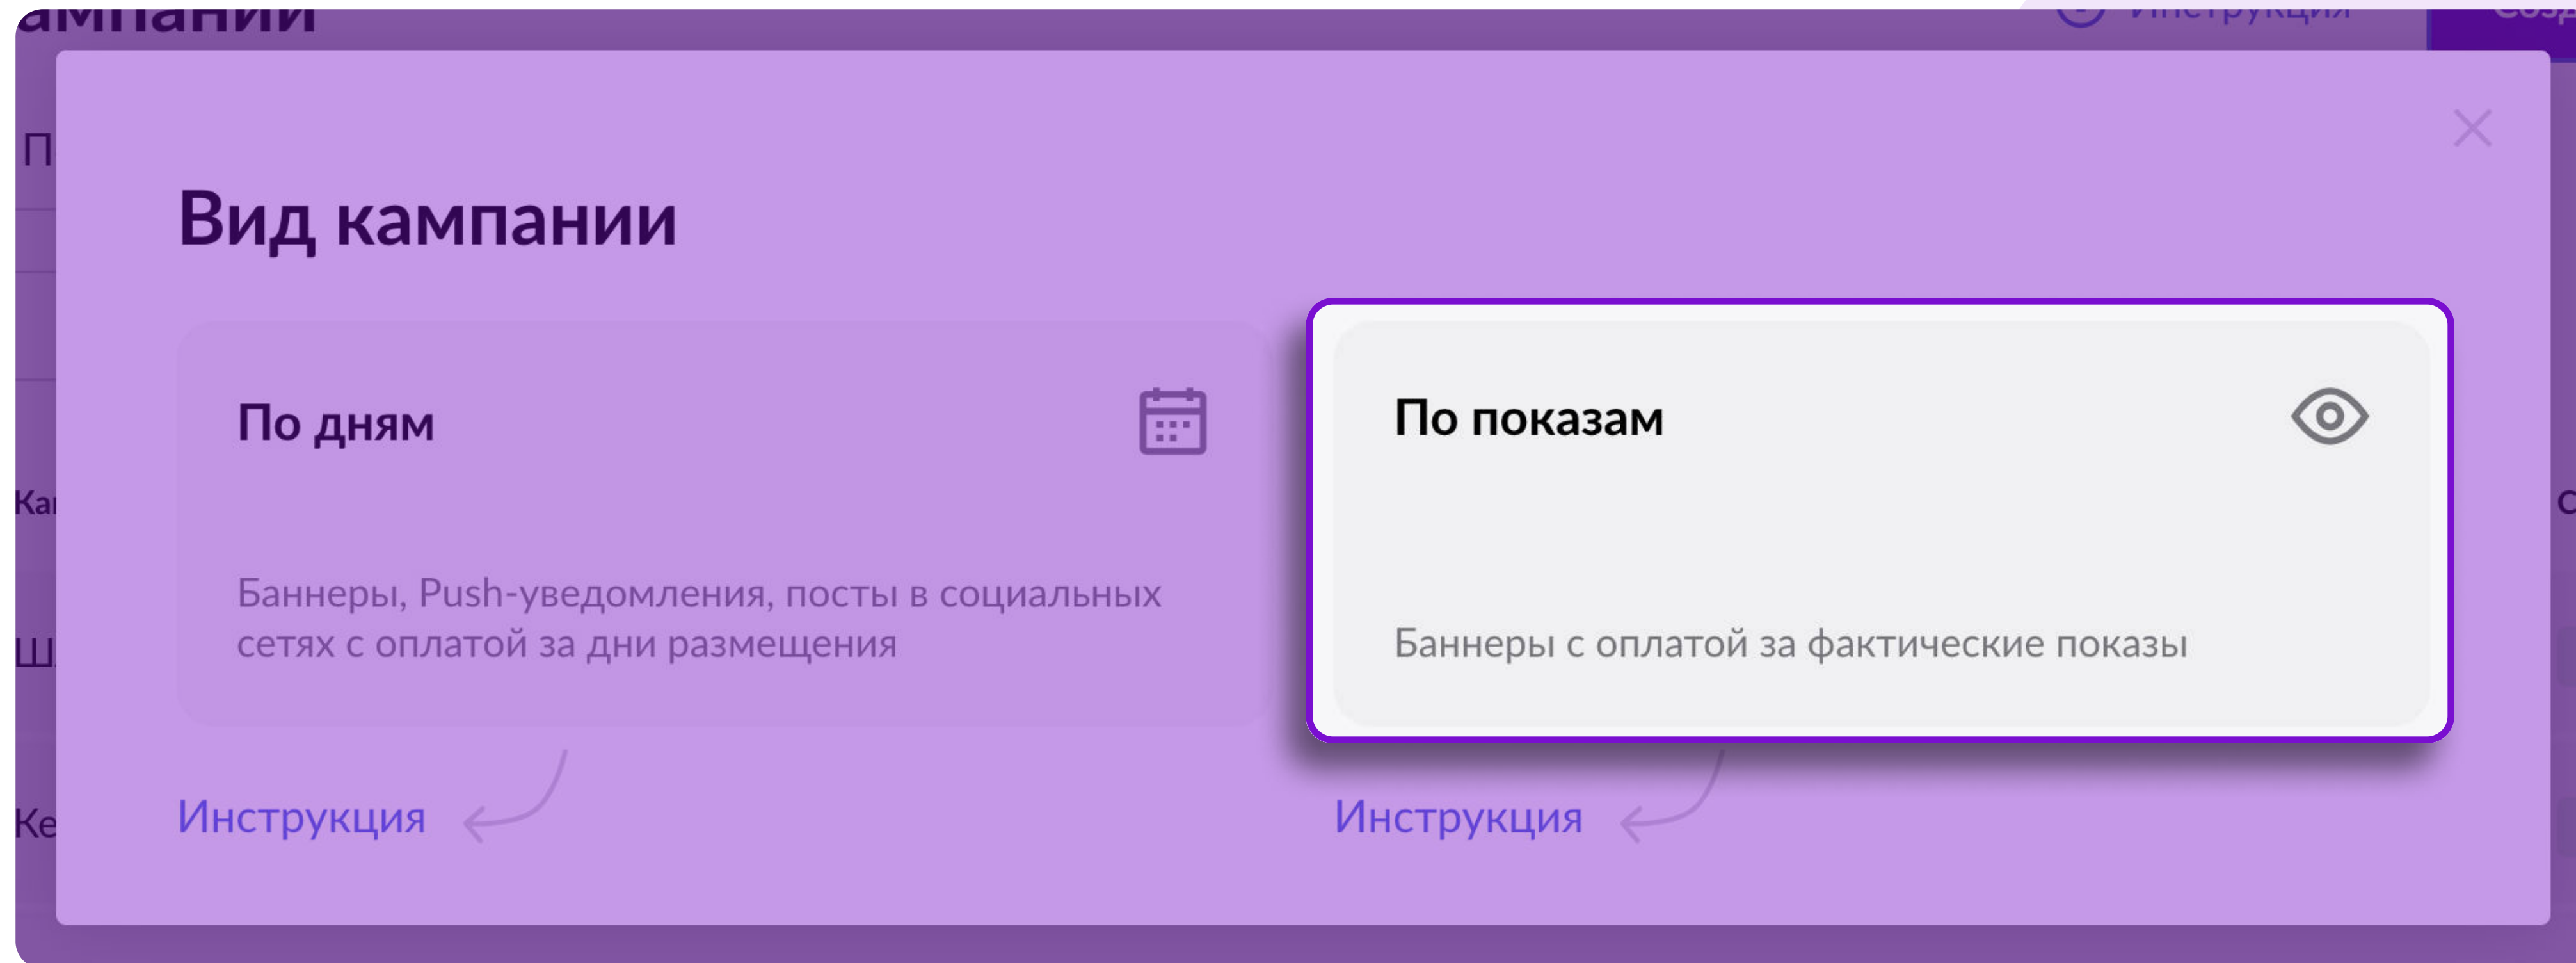 Инструкция
Вид кампании
По дням
По показам
Баннеры, Push-уведомления, посты в социальных
сетях с оплатой за дни размещения
Баннеры с оплатой за фактические показы
Инструкция
Инструкция